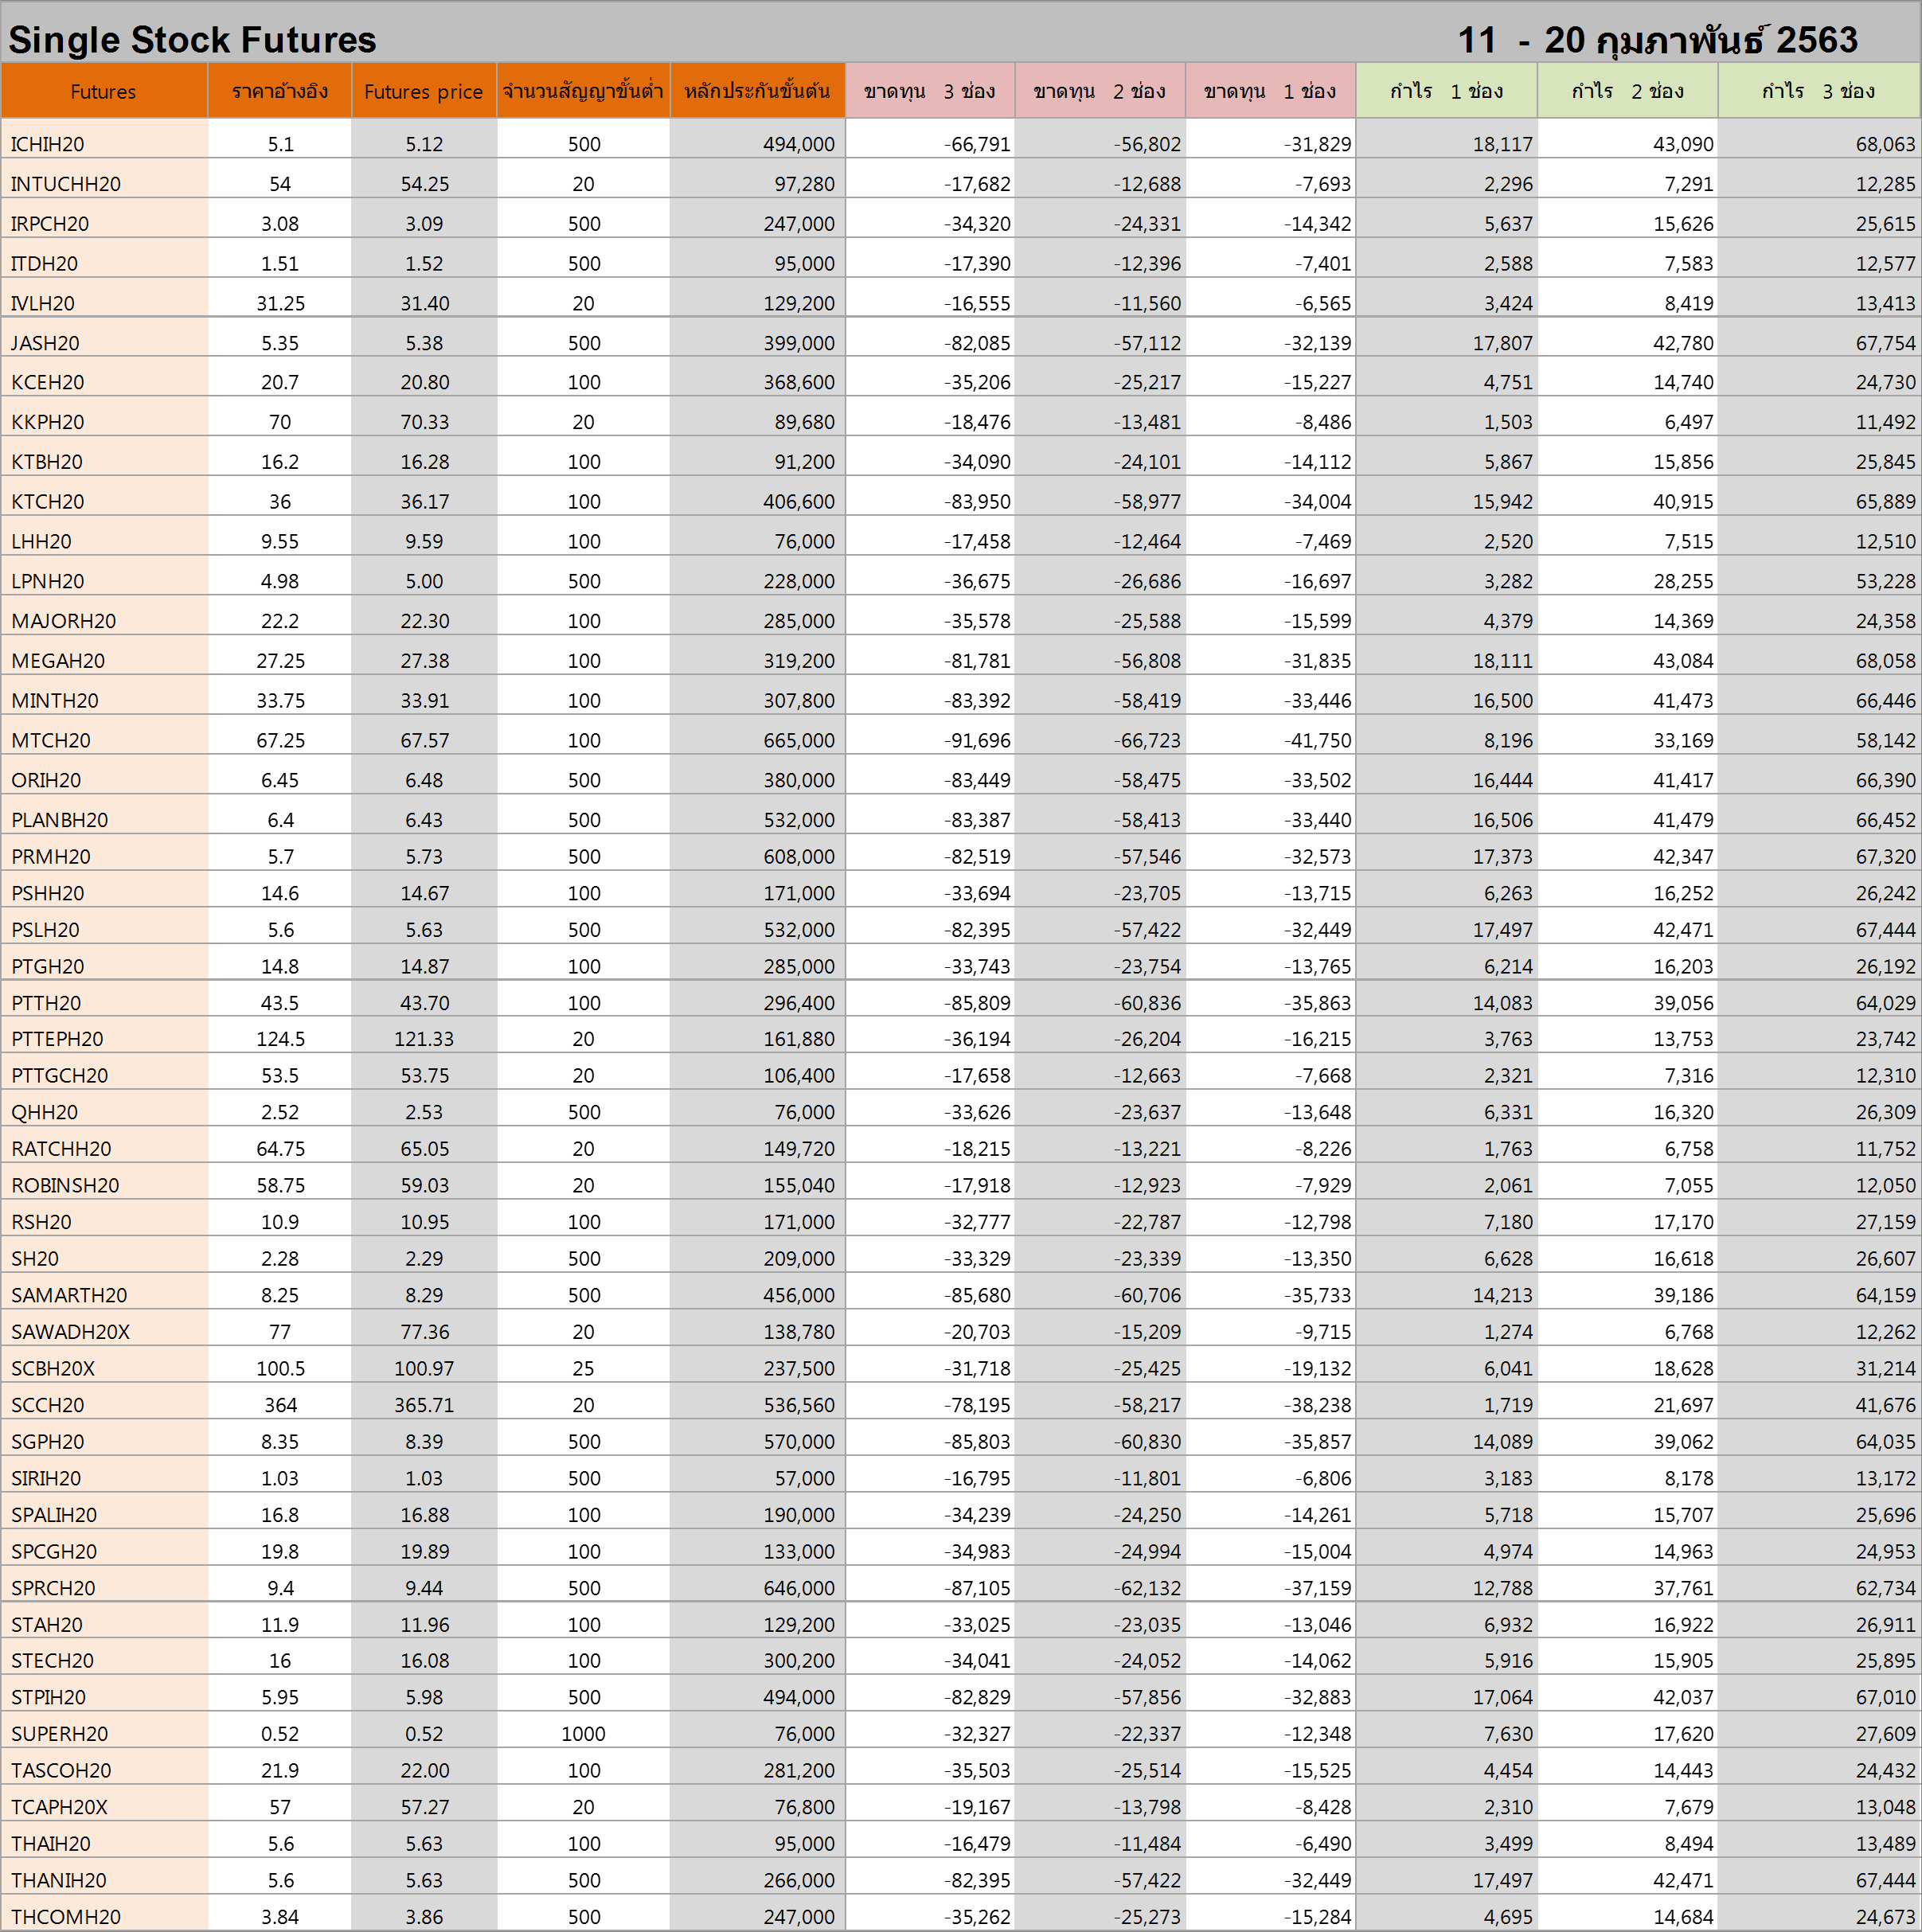 Single Stock Futures 11 - 20 กุมภาพันธ์ 2563
Futures ราคาอ้างอิง Futures price จำนวนสัญญาขั้นต่ำ หลักประกันขั้นต้น ขาดทุน 3 ช่อง ขาดทุน 2 ช่อง ขาดทุน 1 ช่อง กำไร 1 ช่อง กำไร 2 ช่อง กำไร 3 ช่อง
ICHIH20 5.1 5.12 500 494,000 -66,791 -56,802 -31,829 18,117 43,090 68,063
INTUCHH20 54 54.25 20 97,280 -17,682 -12,688 -7,693 2,296 7,291 12,285
IRPCH20 3.08 3.09 500 247,000 -34,320 -24,331 -14,342 5,637 15,626 25,615
ITDH20 1.51 1.52 500 95,000 -17,390 -12,396 -7,401 2,588 7,583 12,577
IVLH20 31.25 31.40 20 129,200 -16,555 -11,560 -6,565 3,424 8,419 13,413
JASH20 5.35 5.38 500 399,000 -82,085 -57,112 -32,139 17,807 42,780 67,754
KCEH20 20.7 20.80 100 368,600 -35,206 -25,217 -15,227 4,751 14,740 24,730
KKPH20 70 70.33 20 89,680 -18,476 -13,481 -8,486 1,503 6,497 11,492
KTBH20 16.2 16.28 100 91,200 -34,090 -24,101 -14,112 5,867 15,856 25,845
KTCH20 36 36.17 100 406,600 -83,950 -58,977 -34,004 15,942 40,915 65,889
LHH20 9.55 9.59 100 76,000 -17,458 -12,464 -7,469 2,520 7,515 12,510
LPNH20 4.98 5.00 500 228,000 -36,675 -26,686 -16,697 3,282 28,255 53,228
MAJORH20 22.2 22.30 100 285,000 -35,578 -25,588 -15,599 4,379 14,369 24,358
MEGAH20 27.25 27.38 100 319,200 -81,781 -56,808 -31,835 18,111 43,084 68,058
MINTH20 33.75 33.91 100 307,800 -83,392 -58,419 -33,446 16,500 41,473 66,446
MTCH20 67.25 67.57 100 665,000 -91,696 -66,723 -41,750 8,196 33,169 58,142
ORIH20 6.45 6.48 500 380,000 -83,449 -58,475 -33,502 16,444 41,417 66,390
PLANBH20 6.4 6.43 500 532,000 -83,387 -58,413 -33,440 16,506 41,479 66,452
PRMH20 5.7 5.73 500 608,000 -82,519 -57,546 -32,573 17,373 42,347 67,320
PSHH20 14.6 14.67 100 171,000 -33,694 -23,705 -13,715 6,263 16,252 26,242
PSLH20 5.6 5.63 500 532,000 -82,395 -57,422 -32,449 17,497 42,471 67,444
PTGH20 14.8 14.87 100 285,000 -33,743 -23,754 -13,765 6,214 16,203 26,192
PTTH20 43.5 43.70 100 296,400 -85,809 -60,836 -35,863 14,083 39,056 64,029
PTTEPH20 124.5 121.33 20 161,880 -36,194 -26,204 -16,215 3,763 13,753 23,742
PTTGCH20 53.5 53.75 20 106,400 -17,658 -12,663 -7,668 2,321 7,316 12,310
QHH20 2.52 2.53 500 76,000 -33,626 -23,637 -13,648 6,331 16,320 26,309
RATCHH20 64.75 65.05 20 149,720 -18,215 -13,221 -8,226 1,763 6,758 11,752
ROBINSH20 58.75 59.03 20 155,040 -17,918 -12,923 -7,929 2,061 7,055 12,050
RSH20 10.9 10.95 100 171,000 -32,777 -22,787 -12,798 7,180 17,170 27,159
SH20 2.28 2.29 500 209,000 -33,329 -23,339 -13,350 6,628 16,618 26,607
SAMARTH20 8.25 8.29 500 456,000 -85,680 -60,706 -35,733 14,213 39,186 64,159
SAWADH20X 77 77.36 20 138,780 -20,703 -15,209 -9,715 1,274 6,768 12,262
SCBH20X 100.5 100.97 25 237,500 -31,718 -25,425 -19,132 6,041 18,628 31,214
SCCH20 364 365.71 20 536,560 -78,195 -58,217 -38,238 1,719 21,697 41,676
SGPH20 8.35 8.39 500 570,000 -85,803 -60,830 -35,857 14,089 39,062 64,035
SIRIH20 1.03 1.03 500 57,000 -16,795 -11,801 -6,806 3,183 8,178 13,172
SPALIH20 16.8 16.88 100 190,000 -34,239 -24,250 -14,261 5,718 15,707 25,696
SPCGH20 19.8 19.89 100 133,000 -34,983 -24,994 -15,004 4,974 14,963 24,953
SPRCH20 9.4 9.44 500 646,000 -87,105 -62,132 -37,159 12,788 37,761 62,734
STAH20 11.9 11.96 100 129,200 -33,025 -23,035 -13,046 6,932 16,922 26,911
STECH20 16 16.08 100 300,200 -34,041 -24,052 -14,062 5,916 15,905 25,895
STPIH20 5.95 5.98 500 494,000 -82,829 -57,856 -32,883 17,064 42,037 67,010
SUPERH20 0.52 0.52 1000 76,000 -32,327 -22,337 -12,348 7,630 17,620 27,609
TASCOH20 21.9 22.00 100 281,200 -35,503 -25,514 -15,525 4,454 14,443 24,432
TCAPH20X 57 57.27 20 76,800 -19,167 -13,798 -8,428 2,310 7,679 13,048
THAIH20 5.6 5.63 100 95,000 -16,479 -11,484 -6,490 3,499 8,494 13,489
THANIH20 5.6 5.63 500 266,000 -82,395 -57,422 -32,449 17,497 42,471 67,444
THCOMH20 3.84 3.86 500 247,000 -35,262 -25,273 -15,284 4,695 14,684 24,673